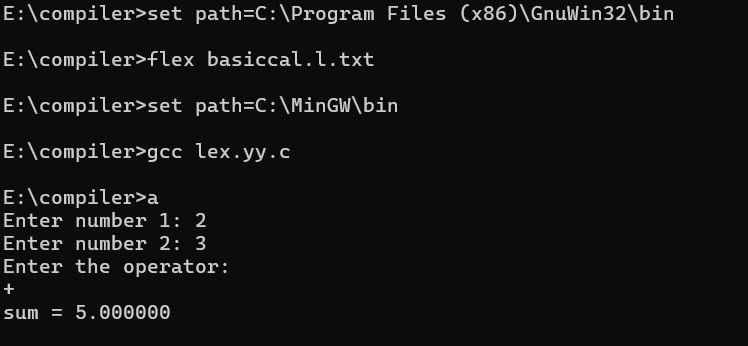 E:\compiler>set path=C:\Program Files (x86)\GnuWin32\bin
E:\compiler>flex basiccal.l.txt
E:\compiler>set path=C:\MinGW\bin
E:\compiler>gcc lex.yy.c
E:\compiler>a
Enter number 1: 2
Enter number 2: 3
Enter the operator:
+
sum = 5.000000